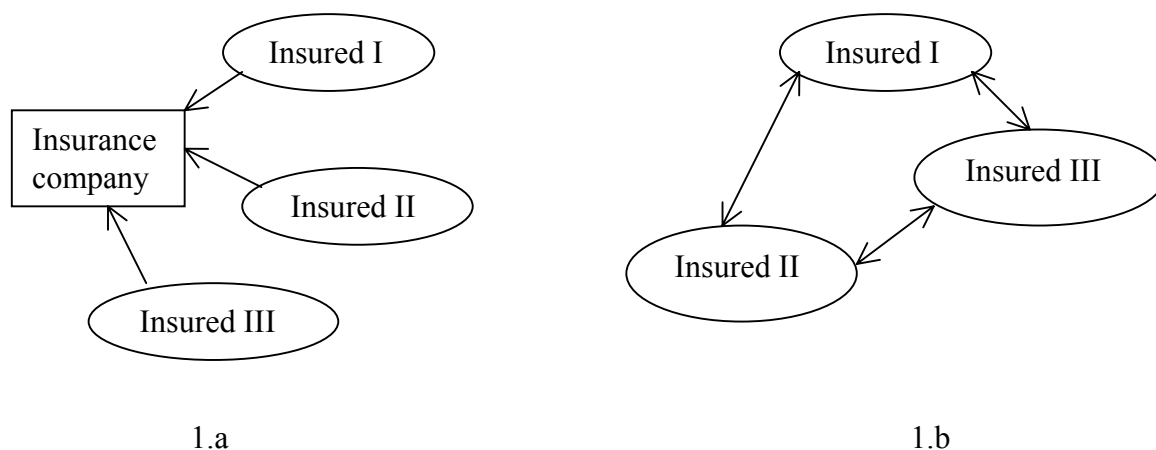 Insured I
Insurance
company
Insured II
Insured III
1.a
Insured I
Insured III
Insured II
1.b